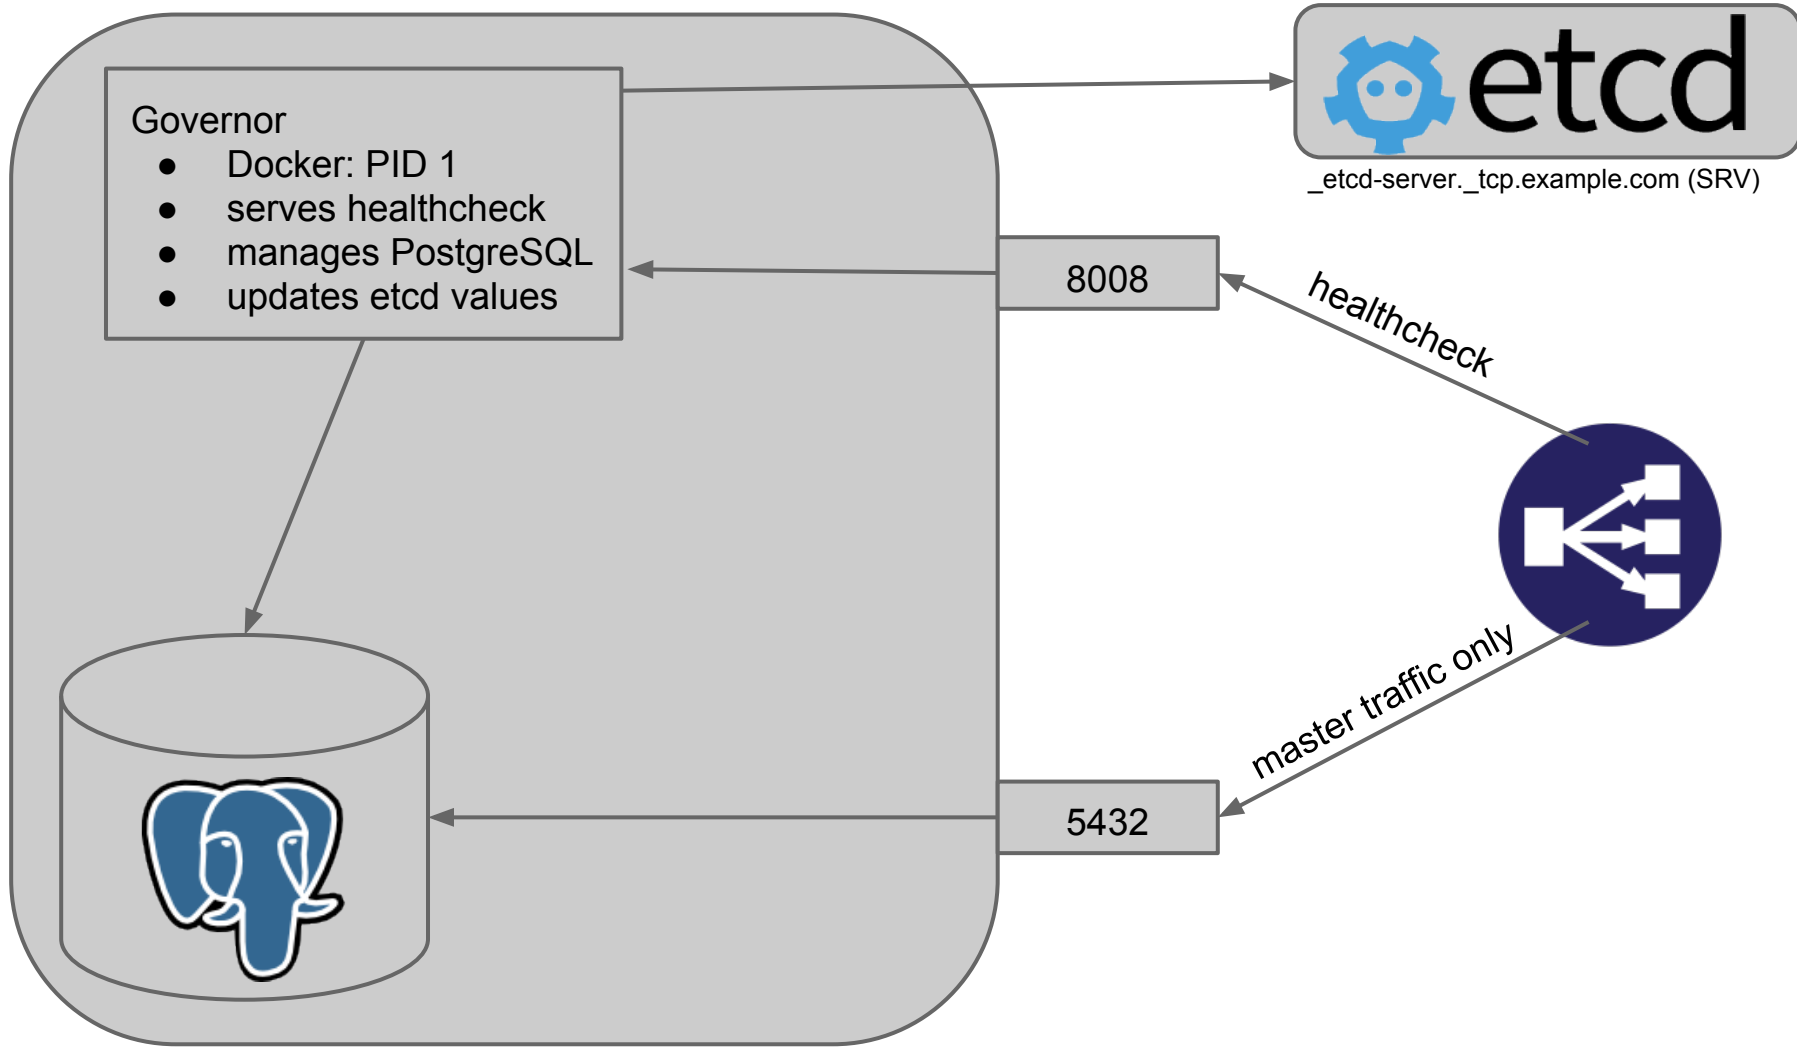 Governor
● Docker: PID 1
● serves healthcheck
● manages PostgreSQL
● updates etcd values
etcd
_etcd-server._tcp.example.com (SRV)
8008
healthcheck
master traffic only
5432